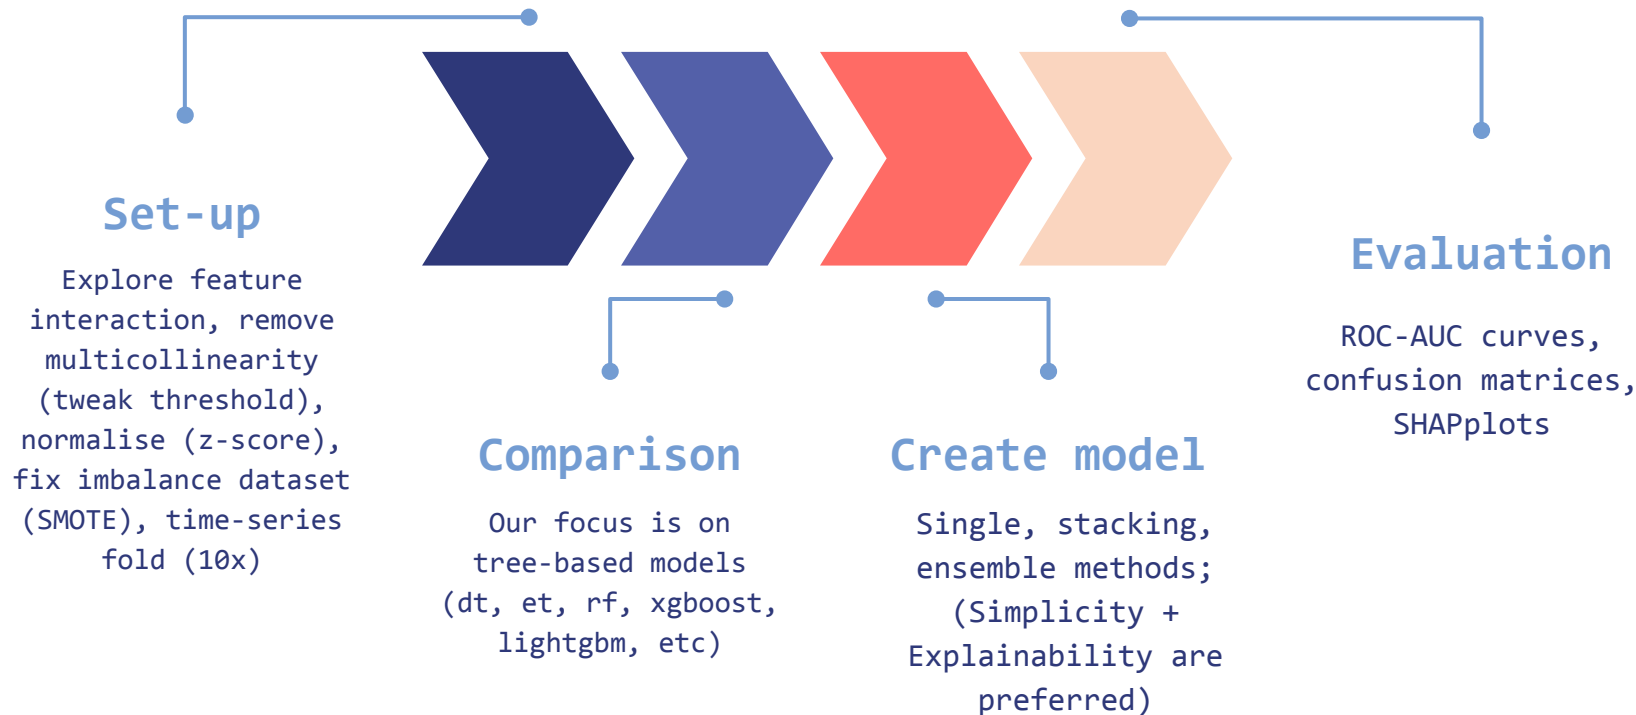 Set-up
Explore feature
interaction, remove
multicollinearity
(tweak threshold),
normalise (z-score),
fix imbalance dataset
(SMOTE), time-series
fold (10x)
Comparison
Our focus is on
tree-based models
(dt, et, rf, xgboost,
lightgbm, etc)
Create model
Single, stacking,
ensemble methods;
(Simplicity +
Explainability are
preferred)
Evaluation
ROC-AUC curves,
confusion matrices,
SHAPplots